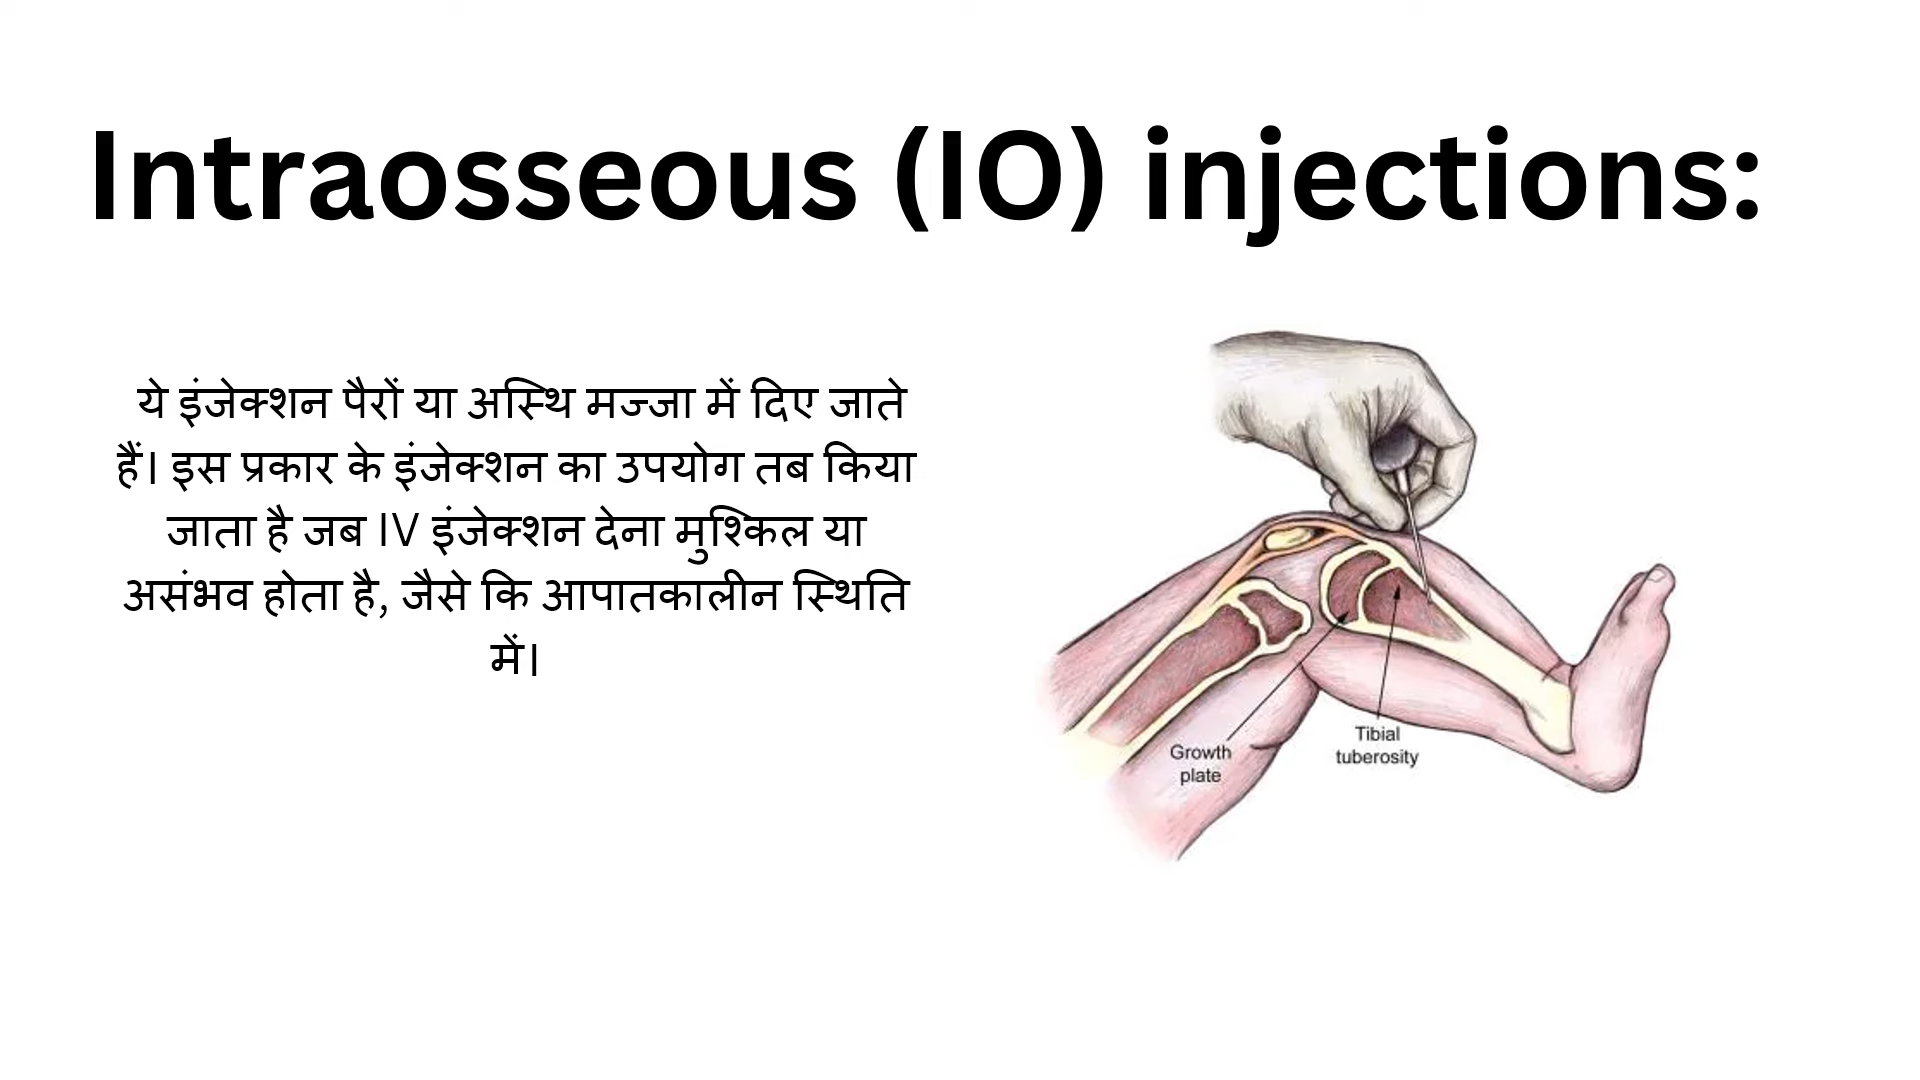 Intraosseous (IO) injections:
ये इंजेक्शन पैरों या अस्थि मज्जा में दिए जाते
हैं। इस प्रकार के इंजेक्शन का उपयोग तब किया
जाता है जब IV इंजेक्शन देना मुश्किल या
असंभव होता है, जैसे कि आपातकालीन स्थिति
में।
Growth
plate
Tibial
tuberosity